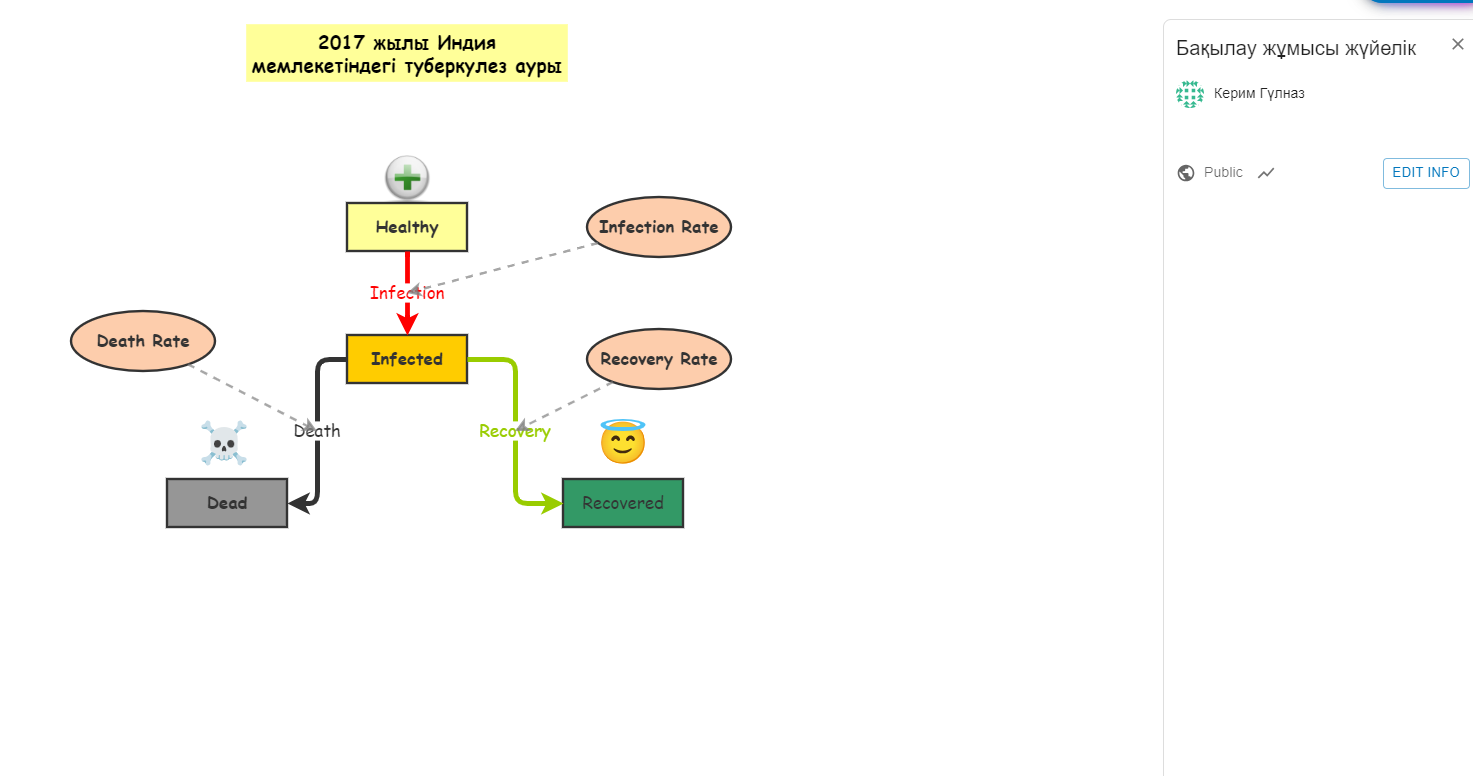 2017 жылы Индия
мемлекетіндегі туберкулез ауры
Healthy
Infection Rate
Infection
Death Rate
Infected
Recovery Rate
Death
Recovery
Dead
Recovered
Бақылау жұмысы жүйелік
Керим Гүлназ
Public
EDIT INFO